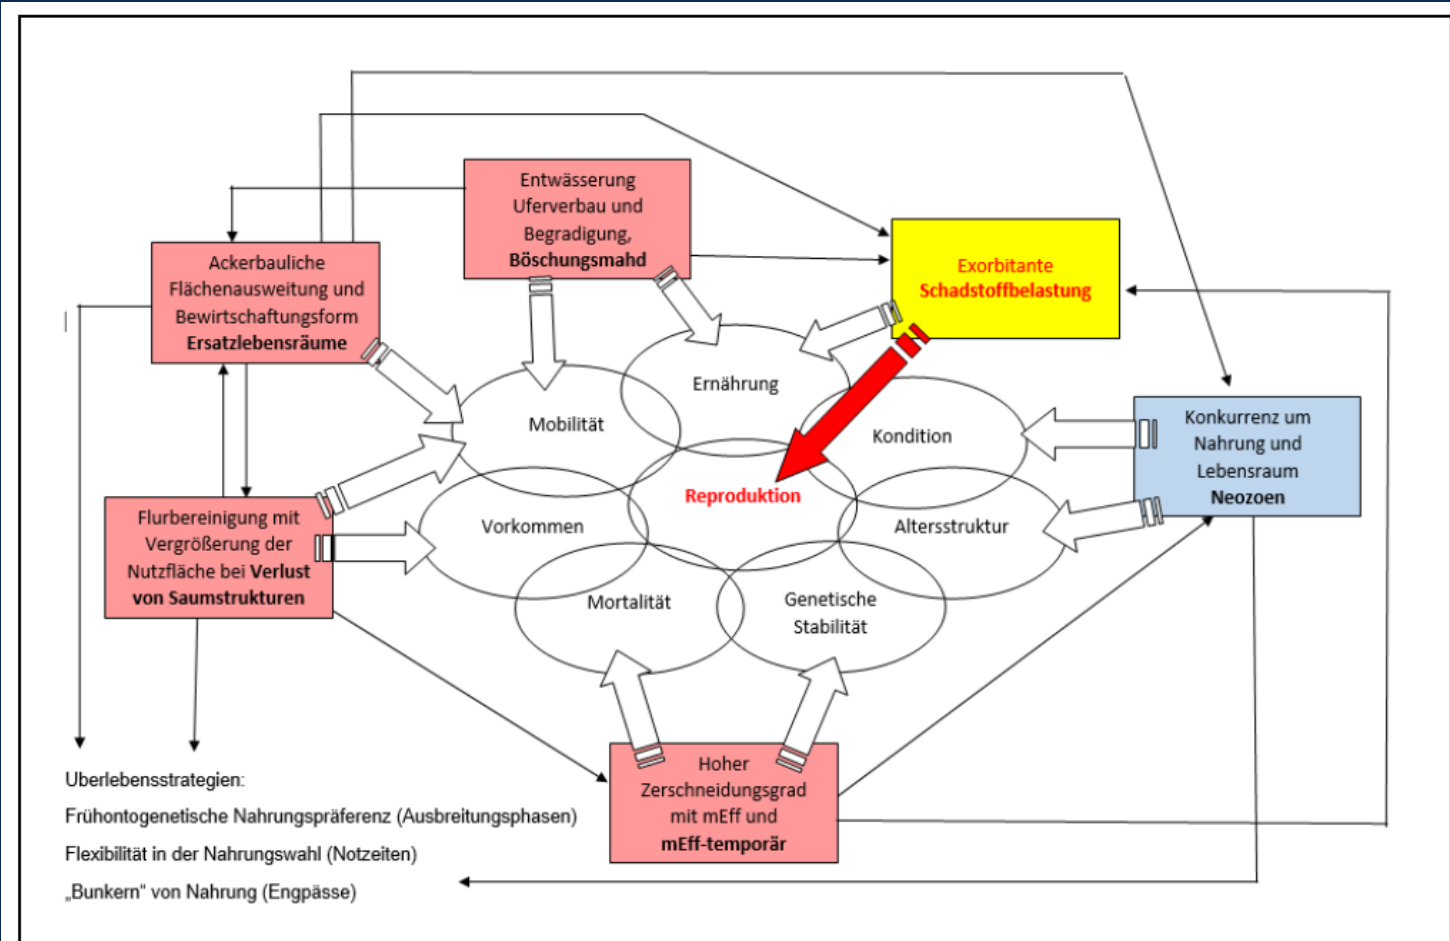 Entwässerung
Uferverbau und
Begradigung,
Böschungsmahd
Ackerbauliche
Flächenausweitung und
Bewirtschaftungsform
Ersatzlebensräume
Exorbitante
Schadstoffbelastung
Ernährung
Mobilität
Kondition
Konkurrenz um
Nahrung und
Lebensraum
Neozoen
Reproduktion
Flurbereinigung mit
Vergrößerung der
Nutzfläche bei Verlust
von Saumstrukturen
Vorkommen
Altersstruktur
Mortalität
Genetische
Stabilität
Hoher
Zerschneidungsgrad
mit mEff und
mEff-temporär
Uberlebensstrategien:
Frühontogenetische Nahrungspräferenz (Ausbreitungsphasen)
Flexibilität in der Nahrungswahl (Notzeiten)
„Bunkern“ von Nahrung (Engpässe)